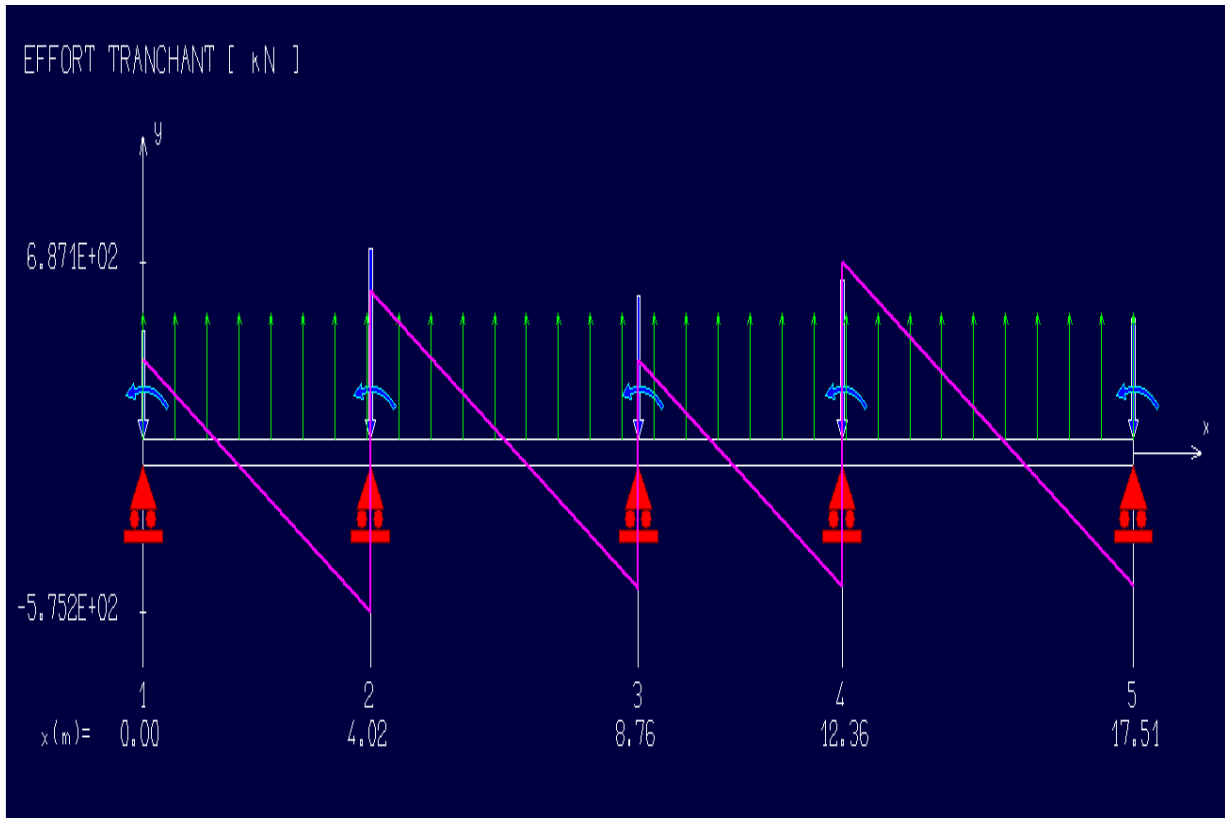 EFFORT TRANCHANT [ kN ]
y
6.871E+02
x
-5.752E+02
1 2 3 4 5
x(m)= 0.00 4.02 8.76 12.36 17.51